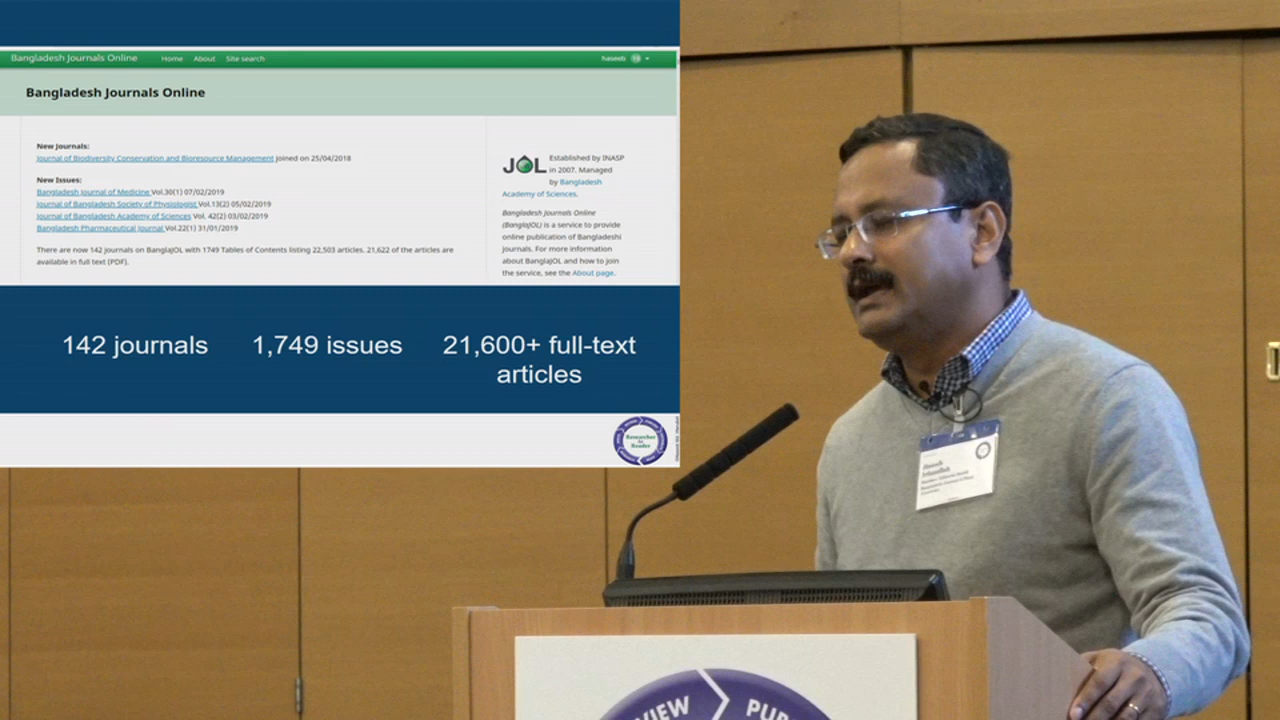 Bangladesh Journals Online
Home About Site search
haseeb
Bangladesh Journals Online
New Journals:
Journal of Biodiversity Conservation and Bioresource Management joined on 25/04/2018
New Issues:
Bangladesh Journal of Medicine Vol.30(1) 07/02/2019
Journal of Bangladesh Society of Physiologist Vol.13(2) 05/02/2019
Journal of Bangladesh Academy of Sciences Vol. 42(2) 03/02/2019
Bangladesh Pharmaceutical Journal Vol.22(1) 31/01/2019
There are now 142 journals on BanglaJOL with 1749 Tables of Contents listing 22,503 articles. 21,622 of the articles are
available in full text (PDF).
JOL
Established by INASP
in 2007. Managed
by Bangladesh
Academy of Sciences.
Bangladesh Journals Online
(BanglaJOL) is a service to provide
online publication of Bangladeshi
journals. For more information
about BanglaJOL and how to join
the service, see the About page.
142 journals
1,749 issues
21,600+ full-text
articles
Researcher
to
Reader
VIEW
PUB